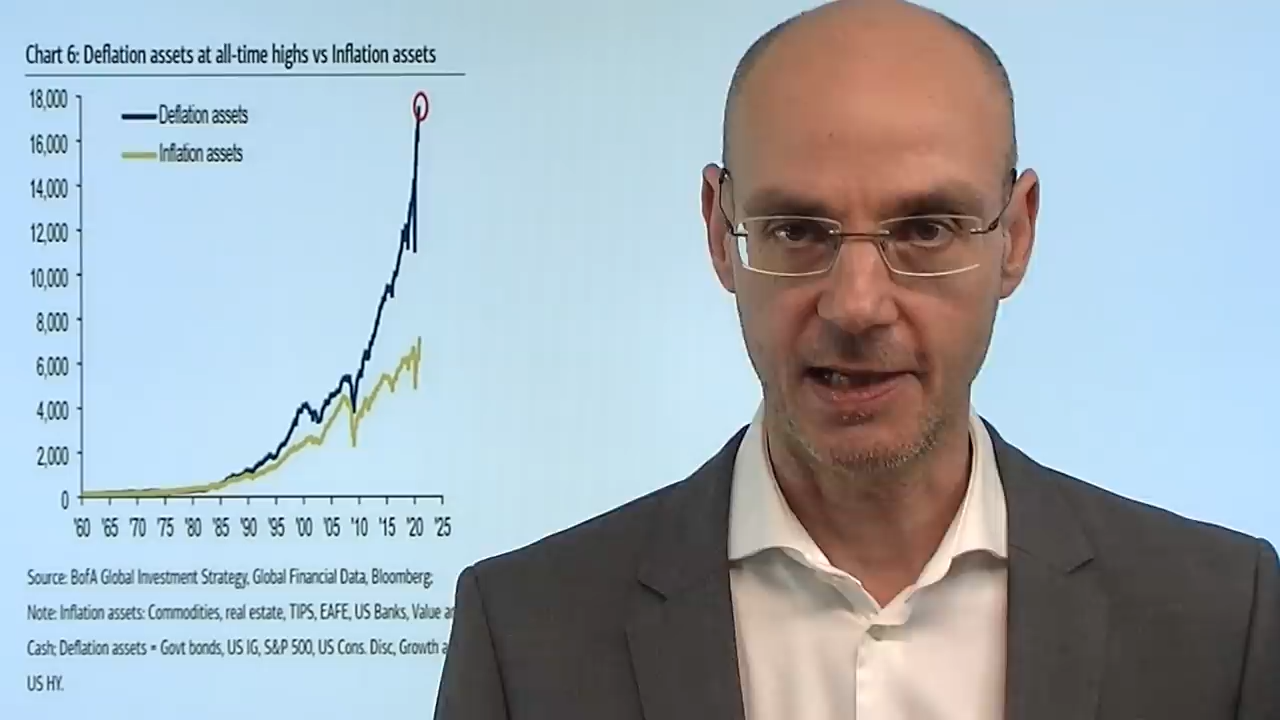 Chart 6: Deflation assets at all-time highs vs Inflation assets
18,000
Deflation assets
16,000
Inflation assets
14,000
12,000
10,000
8,000
6,000
4,000
2,000
0
'60 '65 '70 '75 '80 '85 '90 '95 '00 '05 '10 '15 '20 '25
Source: BofA Global Investment Strategy, Global Financial Data, Bloomberg;
Note: Inflation assets: Commodities, real estate, TIPS, EAFE, US Banks, Value
Cash; Deflation assets = Govt bonds, US IG, S&P 500, US Cons. Disc, Growth
US HY.